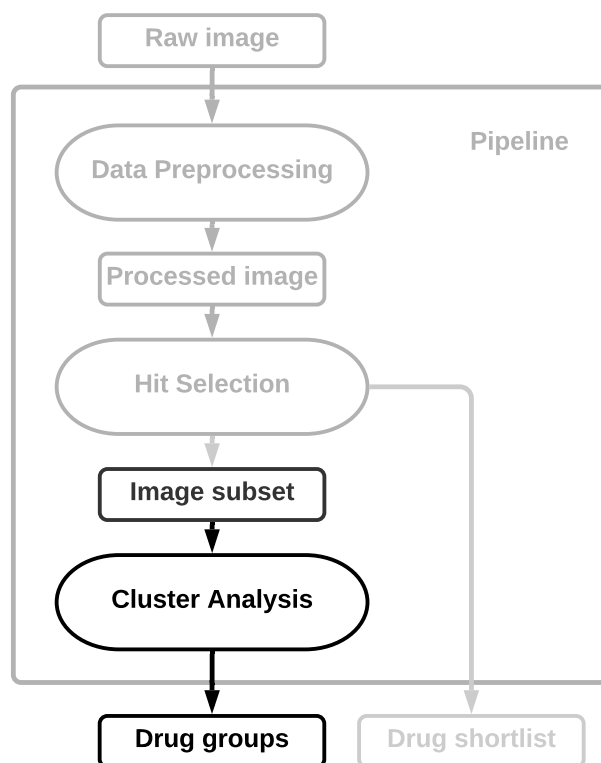 Raw image
Pipeline
Data Preprocessing
Processed image
Hit Selection
Image subset
Cluster Analysis
Drug groups
Drug shortlist